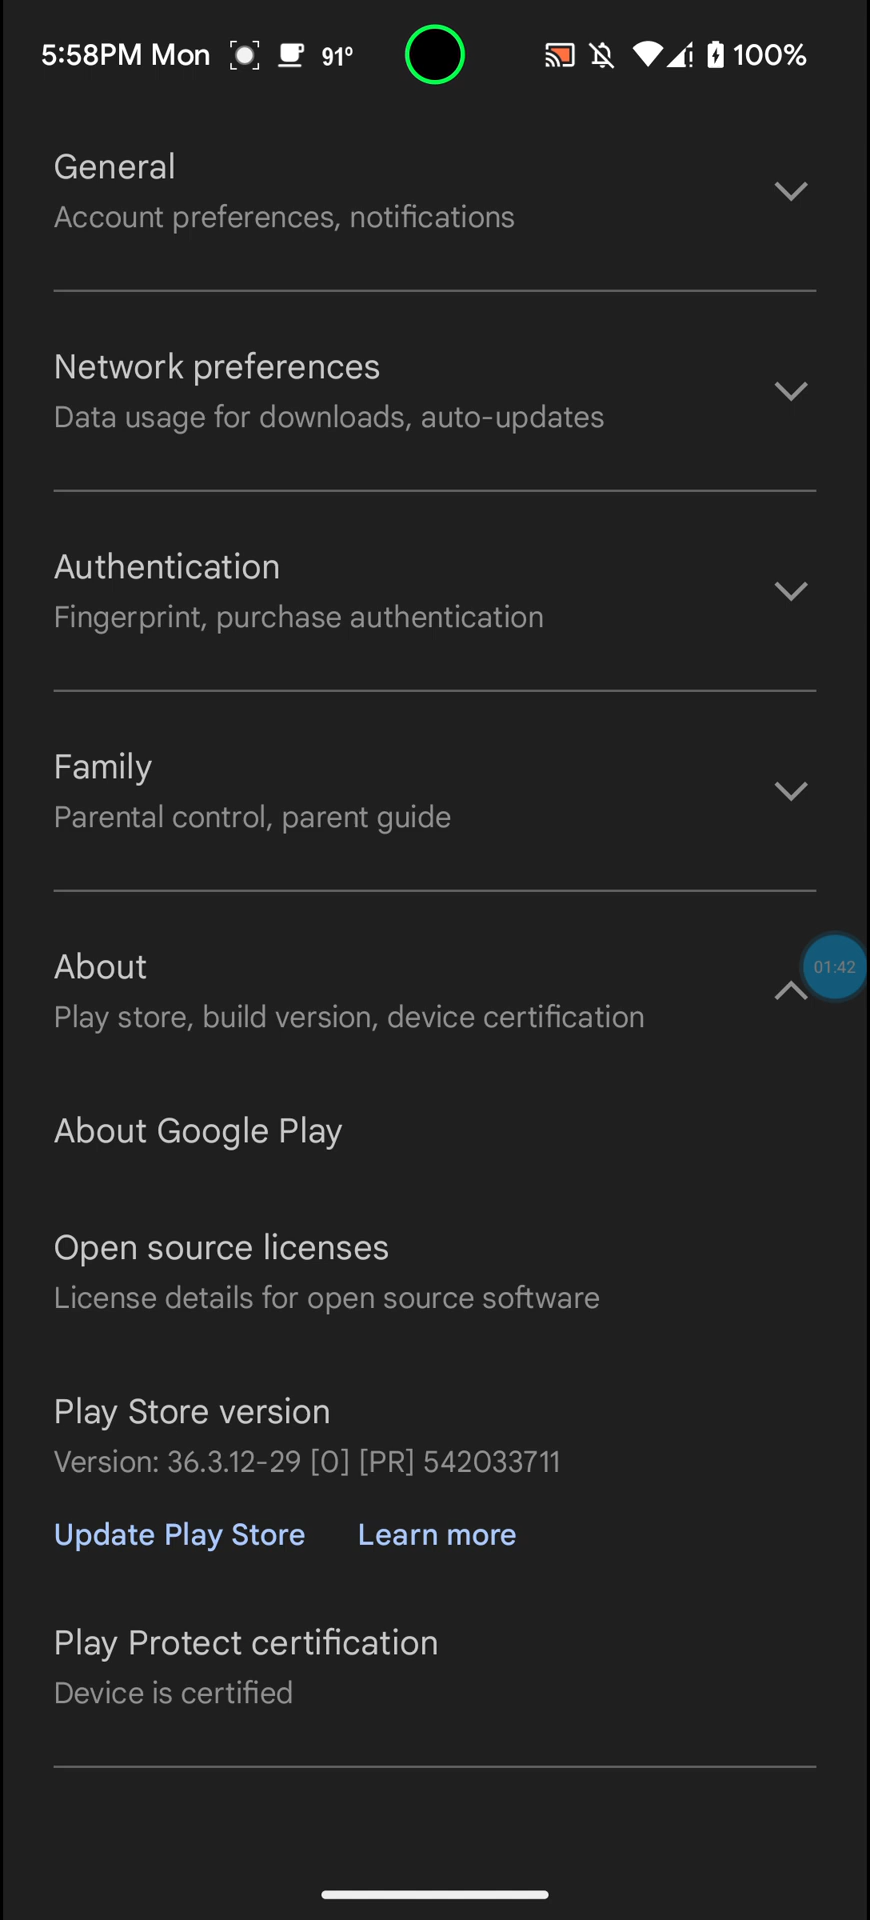 5:58PM Mon 91° 100%
General
Account preferences, notifications
Network preferences
Data usage for downloads, auto-updates
Authentication
Fingerprint, purchase authentication
Family
Parental control, parent guide
About
01:42
Play store, build version, device certification
About Google Play
Open source licenses
License details for open source software
Play Store version
Version: 36.3.12-29 [0] [PR] 542033711
Update Play Store Learn more
Play Protect certification
Device is certified